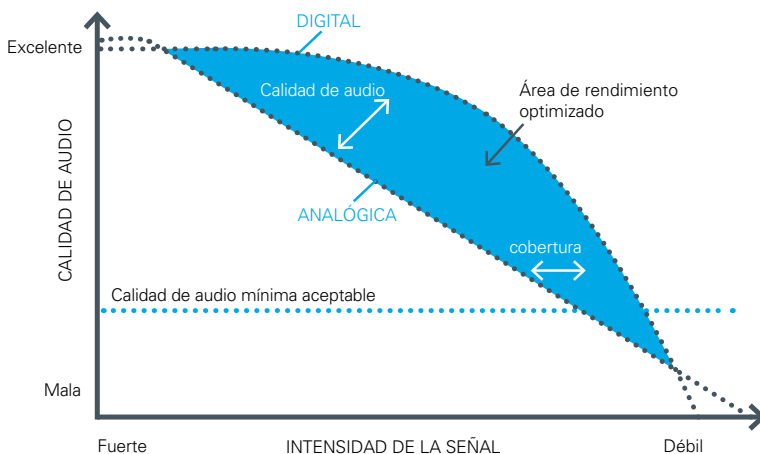 DIGITAL
Excelente
Calidad de audio
Área de rendimiento
optimizado
CALIDAD DE AUDIO
ANALÓGICA
cobertura
Calidad de audio mínima aceptable
Mala
Fuerte
INTENSIDAD DE LA SEÑAL
Débil